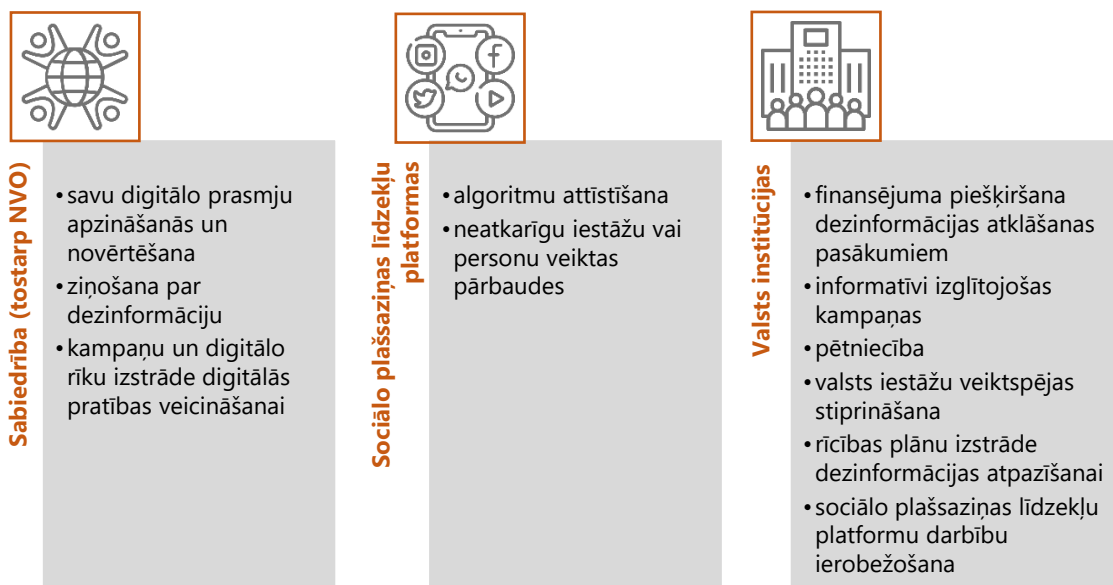 Sabiedrība (tostarp NVO)
•savu digitālo prasmju
apzināšanās un
novērtēšana
•ziņošana par
dezinformāciju
•kampaņu un digitālo
rīku izstrāde digitālās
pratības veicināšanai
Sociālo plašsaziņas līdzekļu
platformas
•algoritmu attīstīšana
•neatkarīgu iestāžu vai
personu veiktas
pārbaudes
Valsts institūcijas
•finansējuma piešķiršana
dezinformācijas atklāšanas
pasākumiem
•informatīvi izglītojošas
kampaņas
•pētniecība
•valsts iestāžu veiktspējas
stiprināšana
•rīcības plānu izstrāde
dezinformācijas atpazīšanai
•sociālo plašsaziņas līdzekļu
platformu darbību
ierobežošana